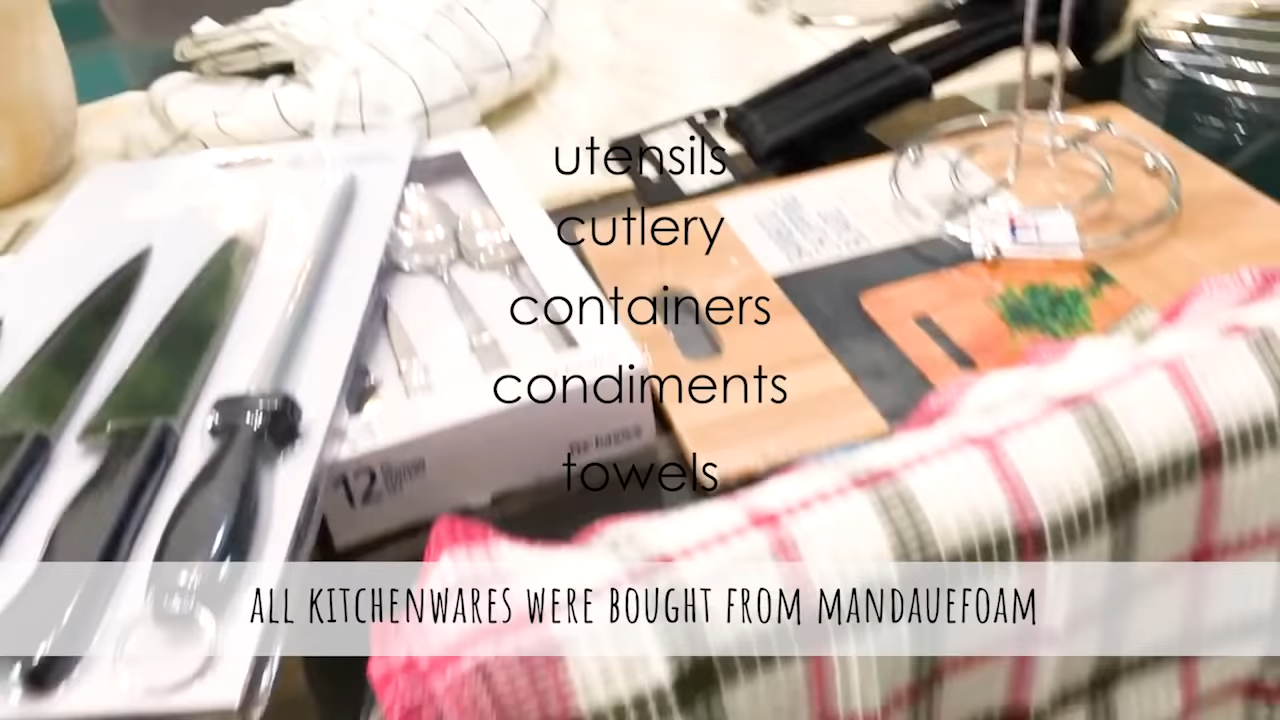 utensils
cutlery
containers
condiments
towels
12
ALL KITCHENWARES WERE BOUGHT FROM MANDAUEFOAM